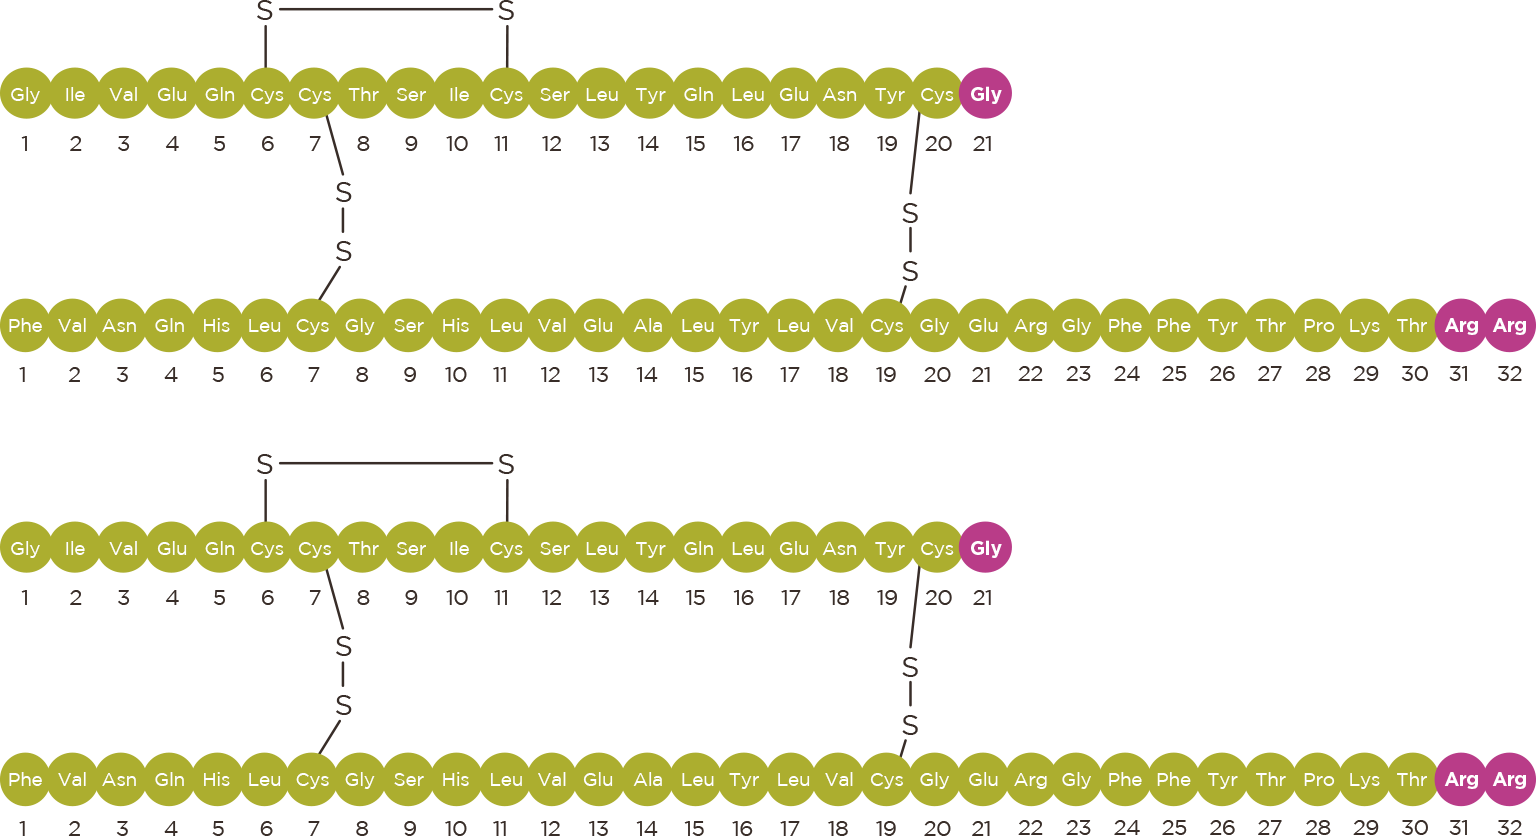 S S
Gly Ile Val Glu Gln Cys Cys Thr Ser Ile Cys Ser Leu Tyr Gln Leu Glu Asn Tyr Cys Gly
1 2 3 4 5 6 7 8 9 10 11 12 13 14 15 16 17 18 19 20 21
S S
S S
Phe Val Asn Gln His Leu Cys Gly Ser His Leu Val Glu Ala Leu Tyr Leu Val Cys Gly Glu Arg Gly Phe Phe Tyr Thr Pro Lys Thr Arg Arg
1 2 3 4 5 6 7 8 9 10 11 12 13 14 15 16 17 18 19 20 21 22 23 24 25 26 27 28 29 30 31 32
S S
Gly Ile Val Glu Gln Cys Cys Thr Ser Ile Cys Ser Leu Tyr Gln Leu Glu Asn Tyr Cys Gly
1 2 3 4 5 6 7 8 9 10 11 12 13 14 15 16 17 18 19 20 21
S S
S S
Phe Val Asn Gln His Leu Cys Gly Ser His Leu Val Glu Ala Leu Tyr Leu Val Cys Gly Glu Arg Gly Phe Phe Tyr Thr Pro Lys Thr Arg Arg
1 2 3 4 5 6 7 8 9 10 11 12 13 14 15 16 17 18 19 20 21 22 23 24 25 26 27 28 29 30 31 32